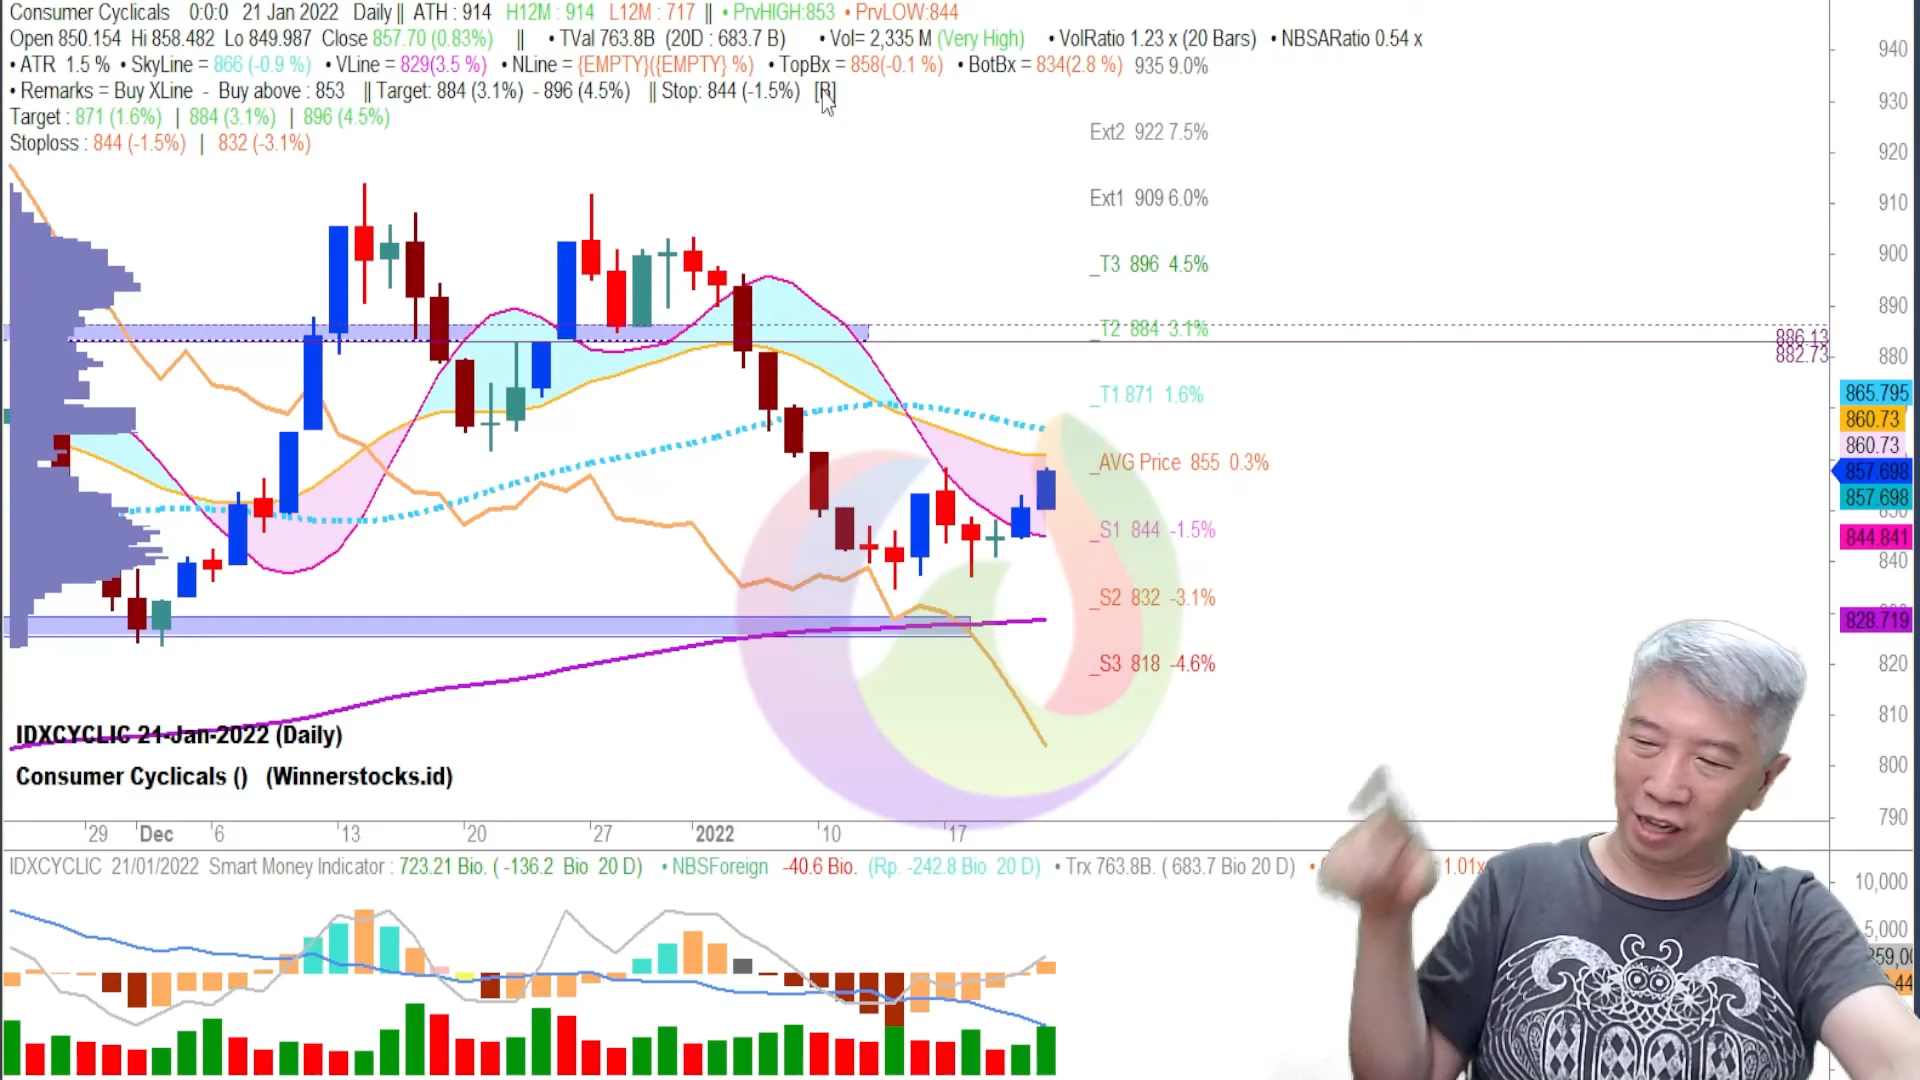 Consumer Cyclicals 0:0:0 21 Jan 2022 Daily || ATH : 914 H12M : 914 L12M : 717 || • PrvHIGH:853 • PrvLOW:844
Open 850.154 Hi 858.482 Lo 849.987 Close 857.70 (0.83%) || • TVal 763.8B (20D : 683.7 B) • Vol= 2,335 M (Very High) • VolRatio 1.23 x (20 Bars) • NBSARatio 0.54 x
• ATR 1.5 % • SkyLine = 866 (-0.9 %) • VLine = 829(3.5 %) • NLine = {EMPTY}({EMPTY} %) • TopBx = 858(-0.1 %) • BotBx = 834(2.8 %) 935 9.0%
• Remarks = Buy XLine - Buy above : 853 || Target: 884 (3.1%) - 896 (4.5%) || Stop: 844 (-1.5%) [R]
Target : 871 (1.6%) | 884 (3.1%) | 896 (4.5%)
Stoploss : 844 (-1.5%) | 832 (-3.1%)
Ext2 922 7.5%
Ext1 909 6.0%
_T3 896 4.5%
_T2 884 3.1%
_T1 871 1.6%
_AVG Price 855 0.3%
_S1 844 -1.5%
_S2 832 -3.1%
_S3 818 -4.6%
940
930
920
910
900
890
886.13
882.73
880
865.795
860.73
860.73
857.698
857.698
844.841
840
828.719
820
810
800
790
IDXCYCLIC 21-Jan-2022 (Daily)
Consumer Cyclicals () (Winnerstocks.id)
29 Dec 6 13 20 27 2022 10 17
IDXCYCLIC 21/01/2022 Smart Money Indicator : 723.21 Bio. ( -136.2 Bio 20 D) • NBSForeign -40.6 Bio. (Rp. -242.8 Bio 20 D) • Trx 763.8B. ( 683.7 Bio 20 D) • 1.01x
10,000
5,000